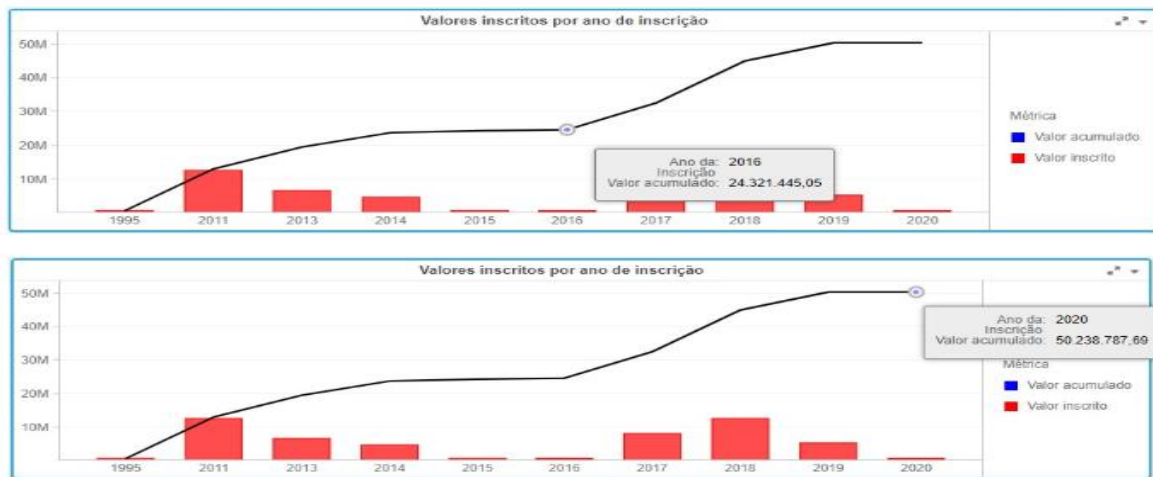 Valores inscritos por ano de inscrição
50M
40M
30M
20M
10M
Métrica
Valor acumulado
Valor inscrito
Ano da: 2016
Inscrição
Valor acumulado: 24.321.445,05
1995 2011 2013 2014 2015 2016 2017 2018 2019 2020
Valores inscritos por ano de inscrição
50M
40M
30M
20M
10M
Ano da: 2020
Inscrição
Valor acumulado: 50.238.787,69
Métrica
Valor acumulado
Valor inscrito
1995 2011 2013 2014 2015 2016 2017 2018 2019 2020